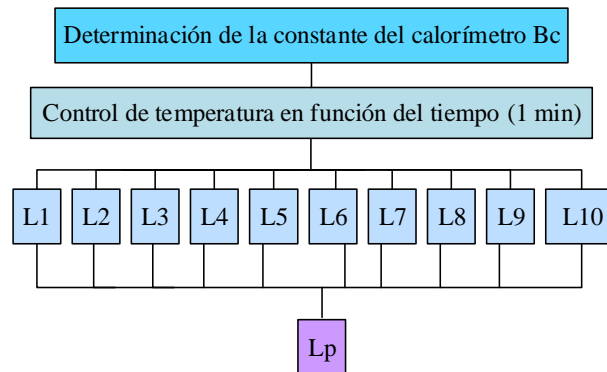 Determinación de la constante del calorímetro Bc
Control de temperatura en función del tiempo (1 min)
L1 L2 L3 L4 L5 L6 L7 L8 L9 L10
Lp